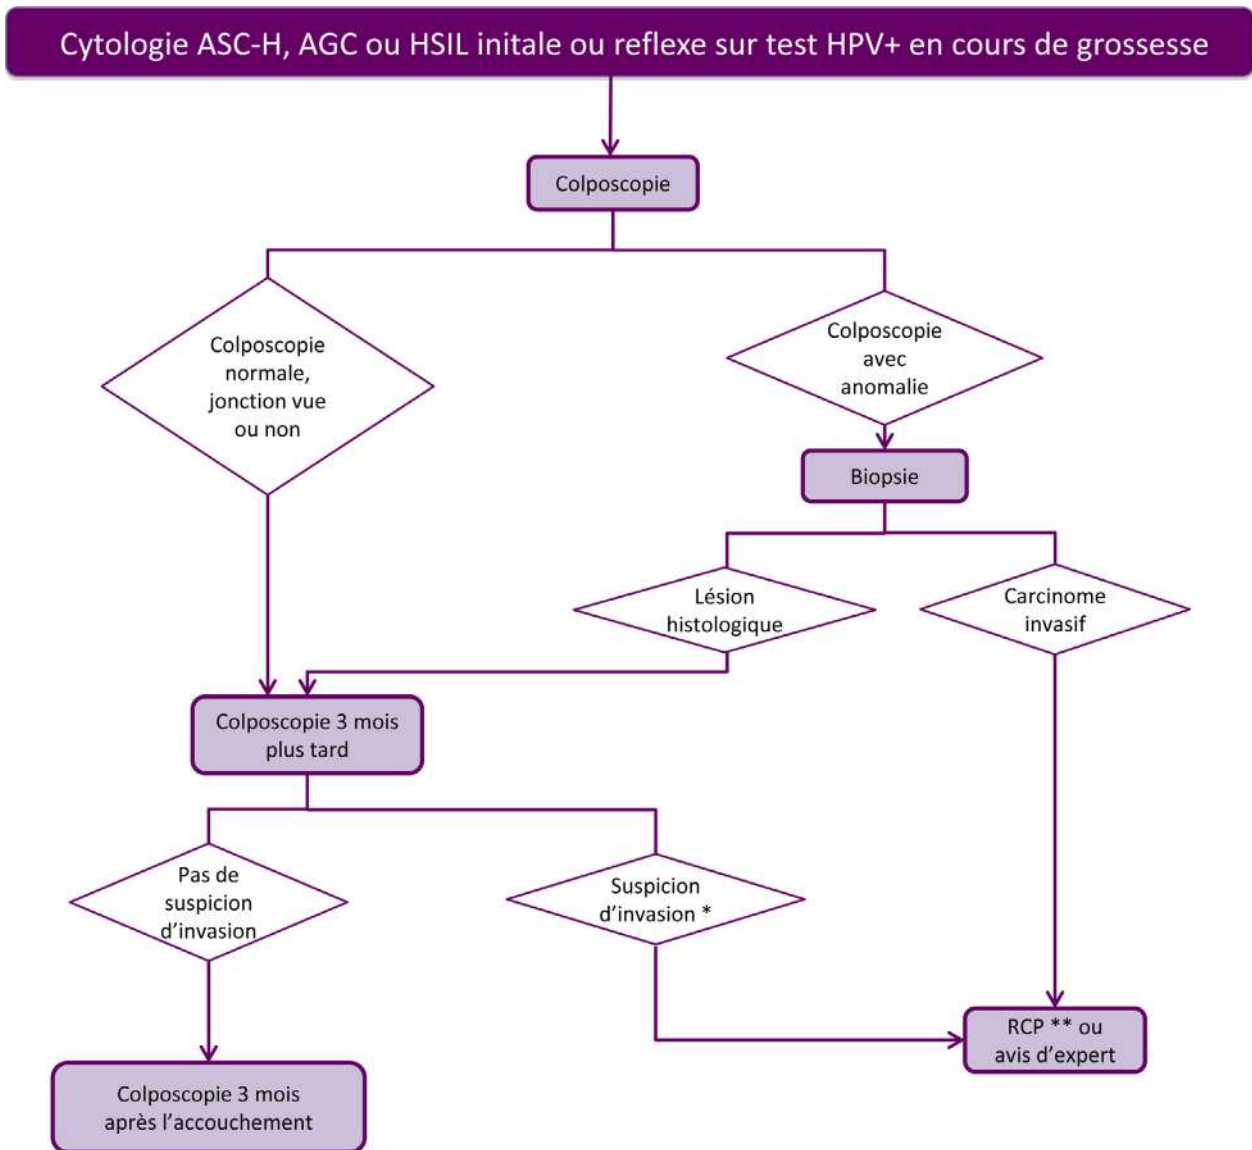 Cytologie ASC-H, AGC ou HSIL initale ou reflexe sur test HPV+ en cours de grossesse
Colposcopie
Colposcopie
normale,
jonction vue
ou non
Colposcopie
avec
anomalie
Biopsie
Lésion
histologique
Carcinome
invasif
Colposcopie 3 mois
plus tard
Pas de
suspicion
d’invasion
Suspicion
d’invasion *
RCP ** ou
avis d’expert
Colposcopie 3 mois
après l’accouchement